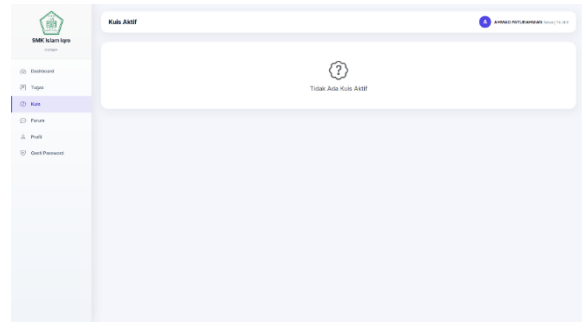 SMK Islam Iqro
Kuis Aktif
A
Dashboard
Tugas
Kuis
Forum
Profil
Ganti Password
?
Tidak Ada Kuis Aktif